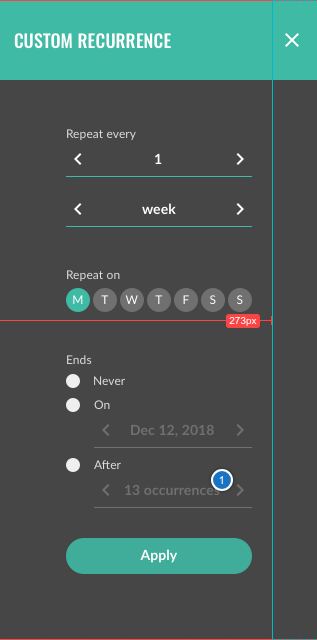 CUSTOM RECURRENCE
Repeat every
1
week
Repeat on
M T W T F S S
273px
Ends
Never
On
Dec 12, 2018
After
1
13 occurrences
Apply